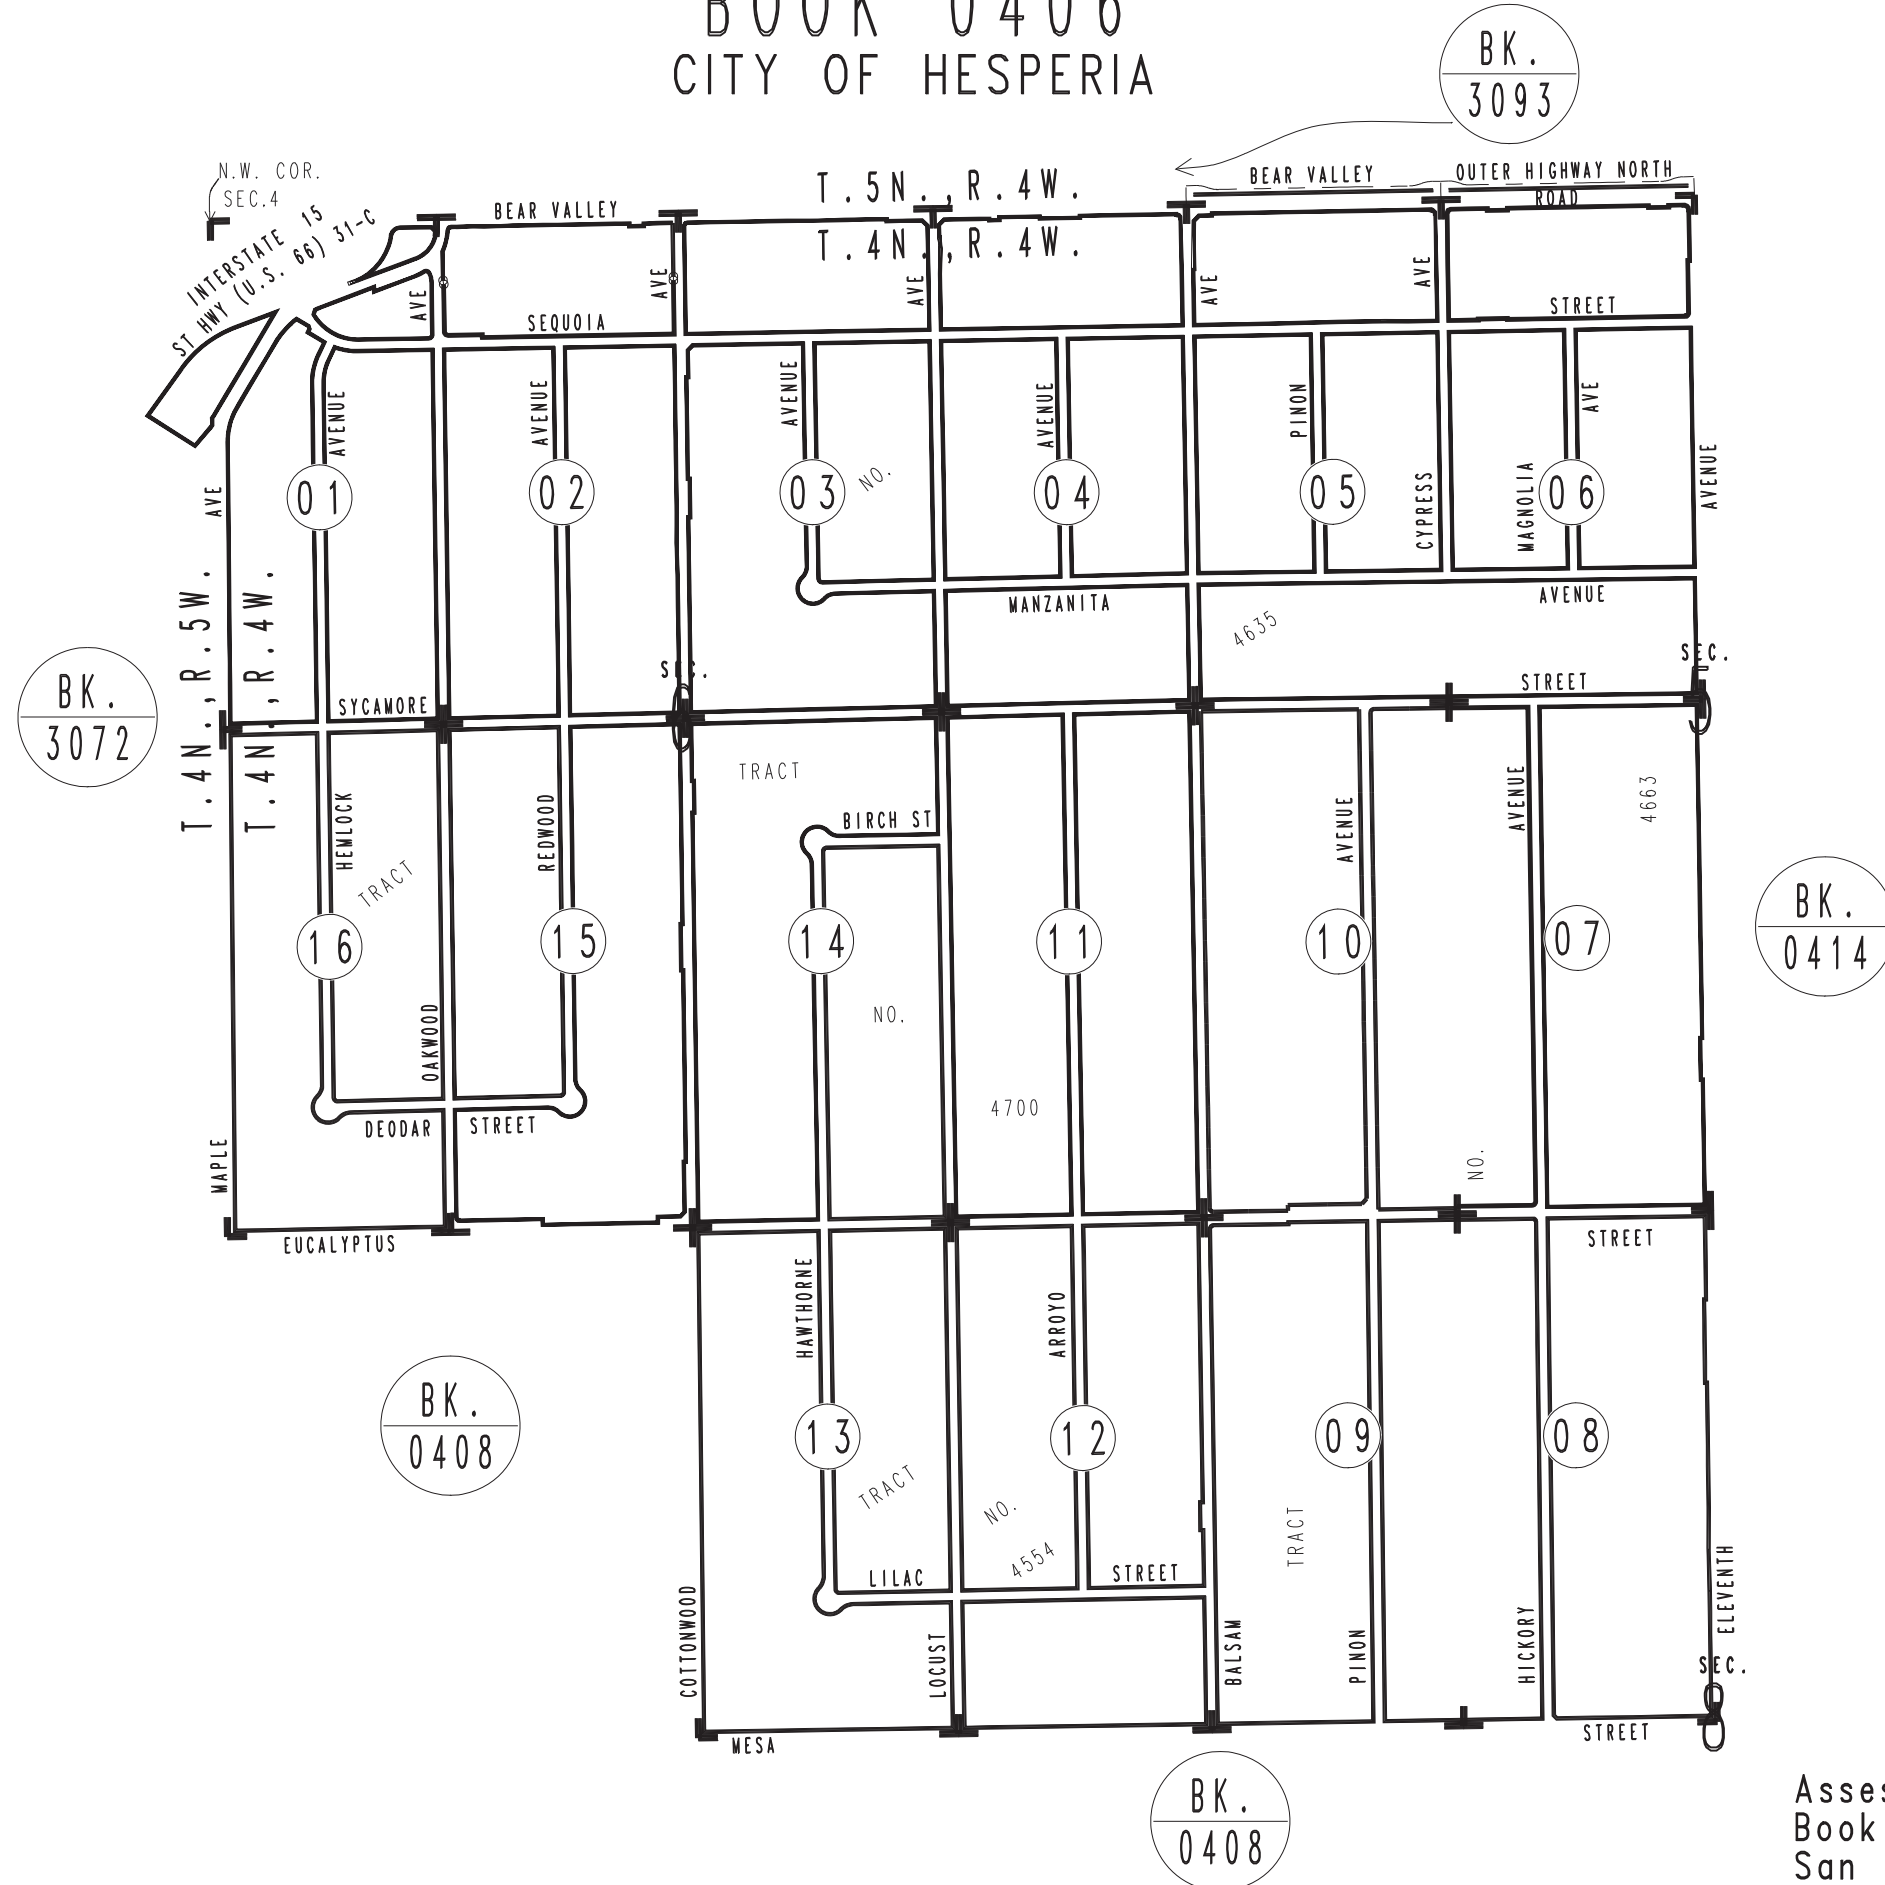 BOOK 0406
CITY OF HESPERIA
BK.
3093
N.W. COR.
SEC.4
INTERSTATE 15
ST HWY (U.S. 66) 31-C
BEAR VALLEY
T.5N.,R.4W.
T.4N.,R.4W.
BEAR VALLEY
OUTER HIGHWAY NORTH
ROAD
AVE
AVE
AVE
AVE
AVE
SEQUOIA
STREET
AVENUE
AVENUE
AVENUE
AVENUE
PINON
AVE
AVENUE
AVE
01
02
03
NO.
04
05
CYPRESS
MAGNOLIA
06
T.4N.,R.5W.
T.4N.,R.4W.
MANZANITA
AVENUE
4635
BK.
3072
SEC.
SEC.
SYCAMORE
STREET
HEMLOCK
TRACT
REDWOOD
TRACT
BIRCH ST
AVENUE
AVENUE
4663
16
15
14
11
10
07
BK.
0414
OAKWOOD
NO.
4700
DEODAR
STREET
MAPLE
NO.
EUCALYPTUS
STREET
HAWTHORNE
ARROYO
BK.
0408
13
12
09
08
TRACT
NO.
4554
TRACT
LILAC
STREET
COTTONWOOD
LOCUST
BALSAM
PINON
HICKORY
ELEVENTH
SEC.
8
MESA
STREET
BK.
0408
Asses
Book
San